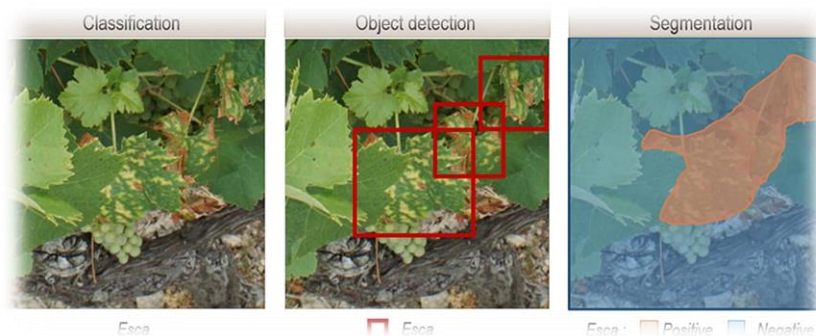 Classification
Object detection
Segmentation
Esca
Esca
Esca : Positive Negative